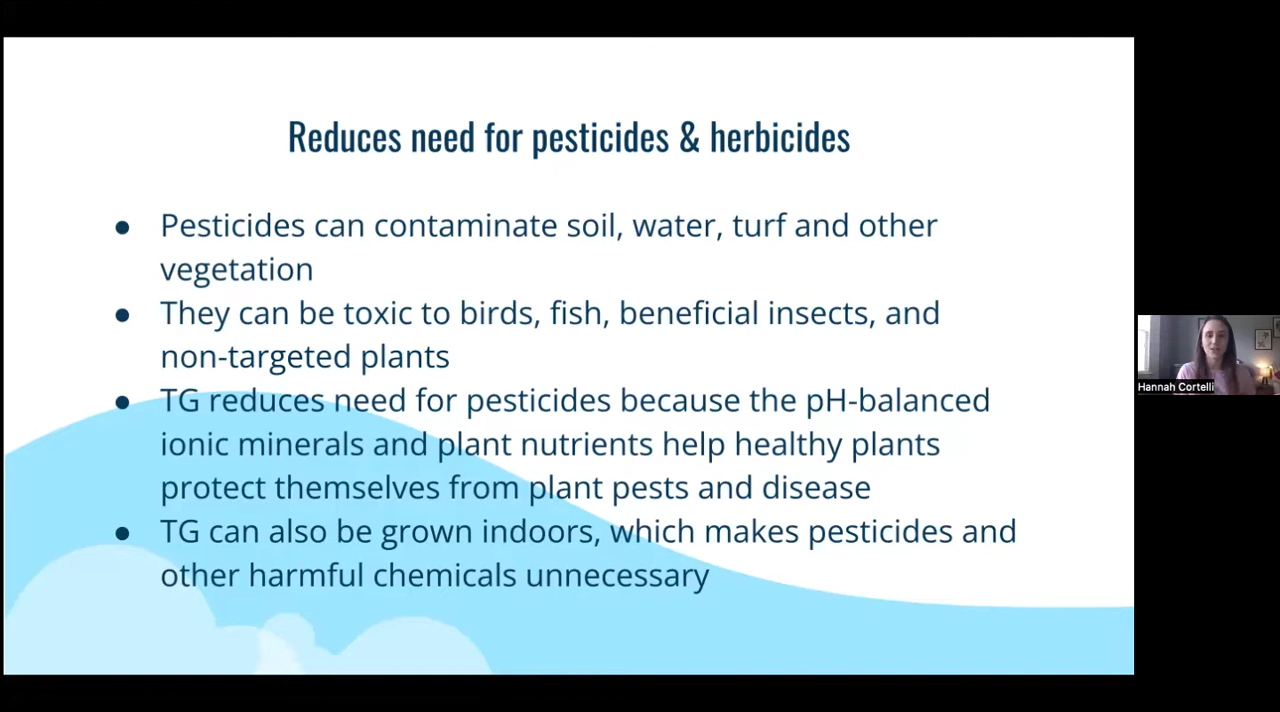 Reduces need for pesticides & herbicides
● Pesticides can contaminate soil, water, turf and other
vegetation
● They can be toxic to birds, fish, beneficial insects, and
non-targeted plants
● TG reduces need for pesticides because the pH-balanced
ionic minerals and plant nutrients help healthy plants
protect themselves from plant pests and disease
● TG can also be grown indoors, which makes pesticides and
other harmful chemicals unnecessary
Hannah Cortelli